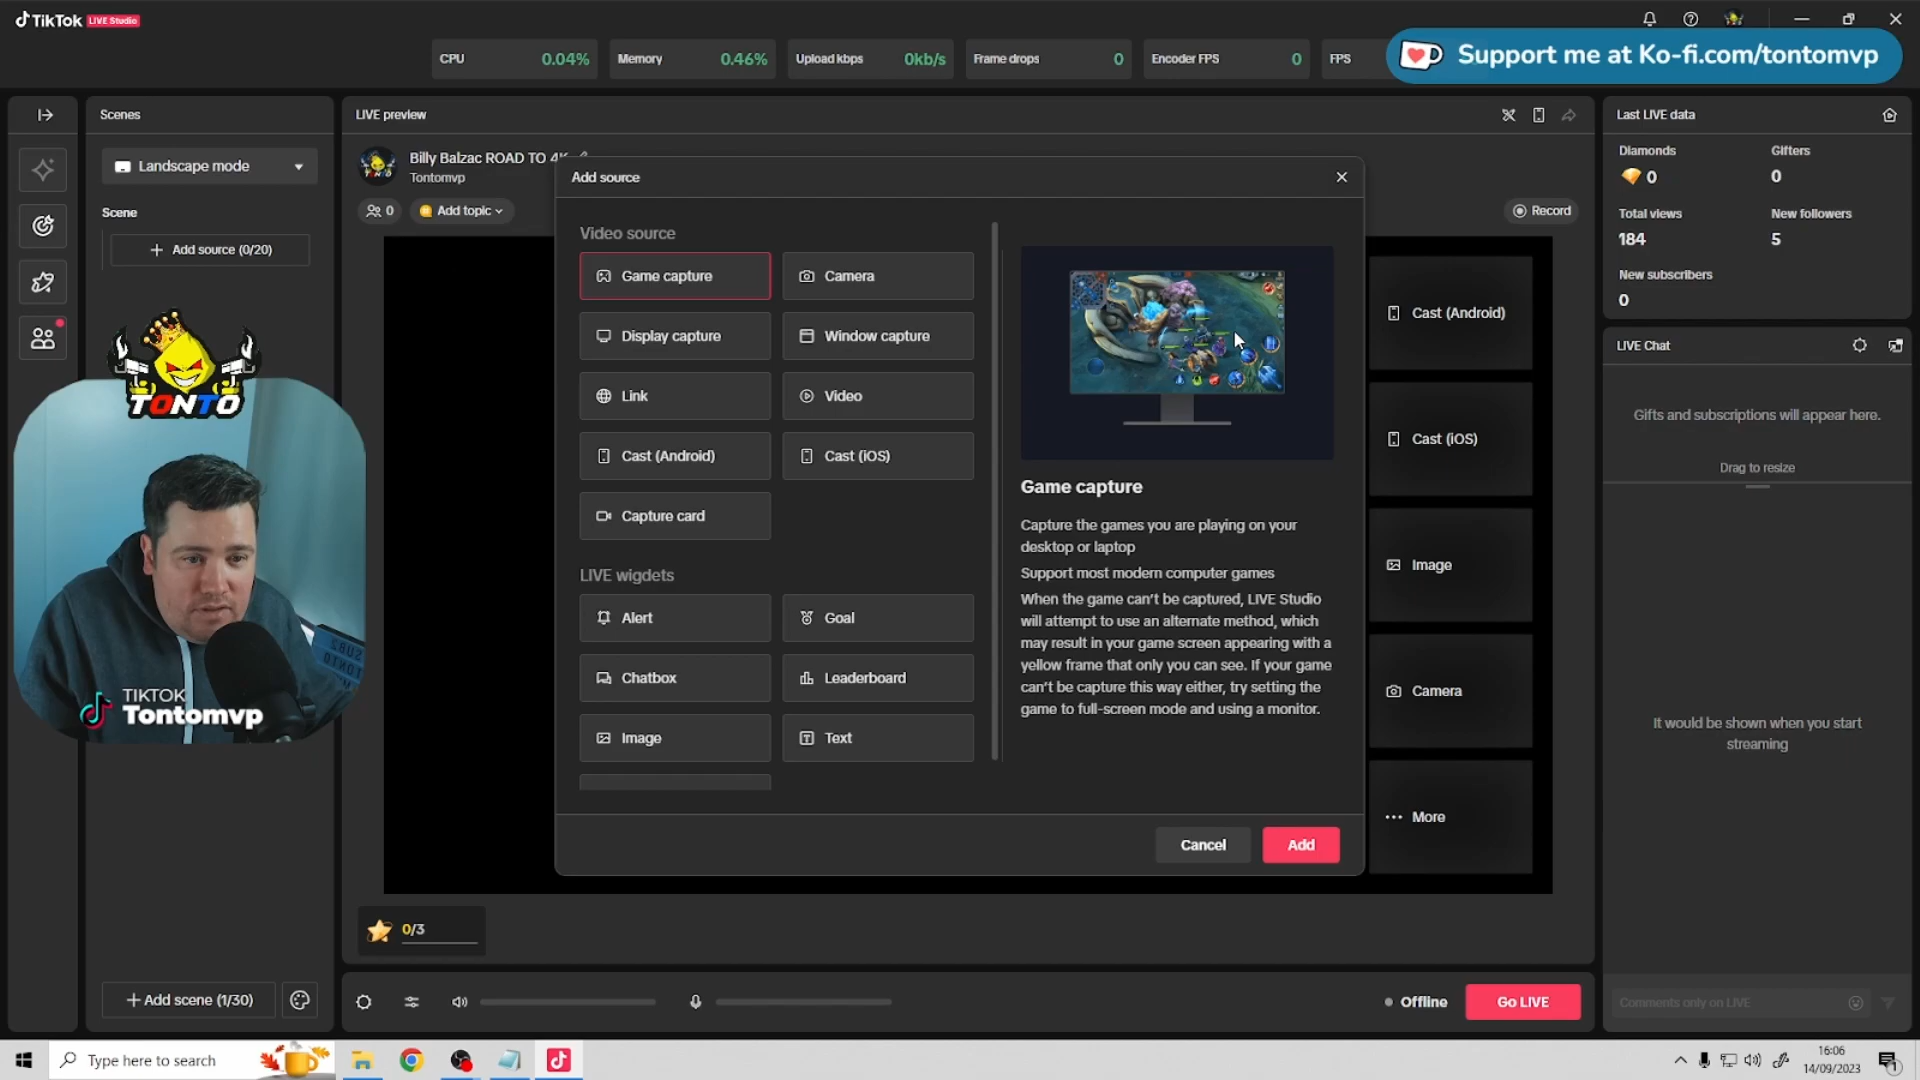 TikTok LIVE Studio
CPU 0.04%
Memory 0.46%
Upload kbps 0kb/s
Frame drops 0
Encoder FPS 0
FPS
Support me at Ko-fi.com/tontomvp
Scenes
Landscape mode
Scene
Add source (0/20)
LIVE preview
Billy Balzac ROAD TO 4K
Tontomvp
0
Add topic
Record
Add source
Video source
Game capture
Camera
Display capture
Window capture
Link
Video
Cast (Android)
Cast (iOS)
Capture card
LIVE wigdets
Alert
Goal
Chatbox
Leaderboard
Image
Text
Game capture
Capture the games you are playing on your
desktop or laptop
Support most modern computer games
When the game can't be captured, LIVE Studio
will attempt to use an alternate method, which
may result in your game screen appearing with a
yellow frame that only you can see. If your game
can't be capture this way either, try setting the
game to full-screen mode and using a monitor.
Cancel
Add
Cast (Android)
Cast (iOS)
Image
Camera
More
Last LIVE data
Diamonds
0
Gifters
0
Total views
184
New followers
5
New subscribers
0
LIVE Chat
Gifts and subscriptions will appear here.
Drag to resize
It would be shown when you start
streaming
Comments only on LIVE
TONTO
TIKTOK
Tontomvp
0/3
Add scene (1/30)
Offline
Go LIVE
Type here to search
16:06
14/09/2023
1